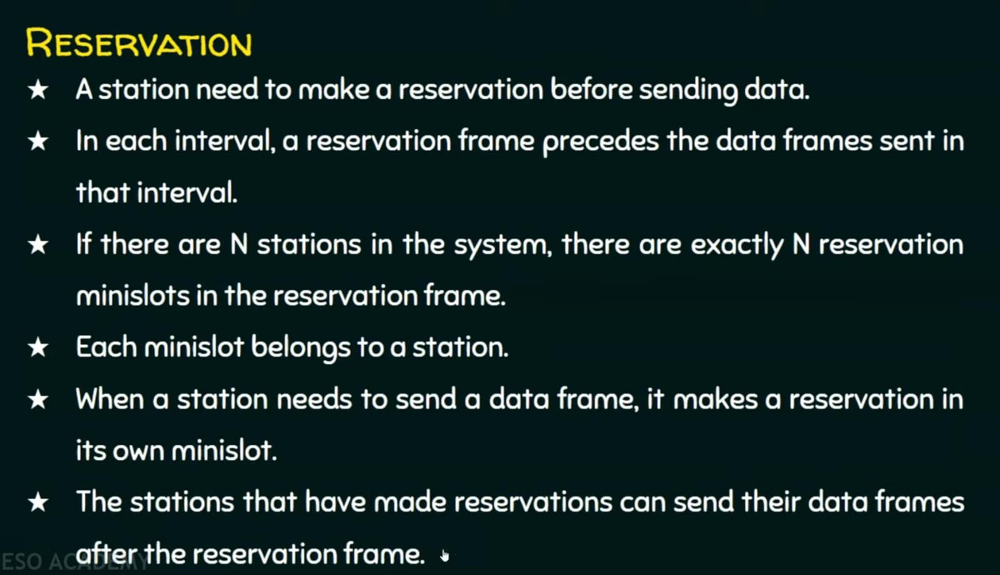 RESERVATION
★ A station need to make a reservation before sending data.
★ In each interval, a reservation frame precedes the data frames sent in
that interval.
★ If there are N stations in the system, there are exactly N reservation
minislots in the reservation frame.
★ Each minislot belongs to a station.
★ When a station needs to send a data frame, it makes a reservation in
its own minislot.
★ The stations that have made reservations can send their data frames
after the reservation frame.
ESO ACADEMY